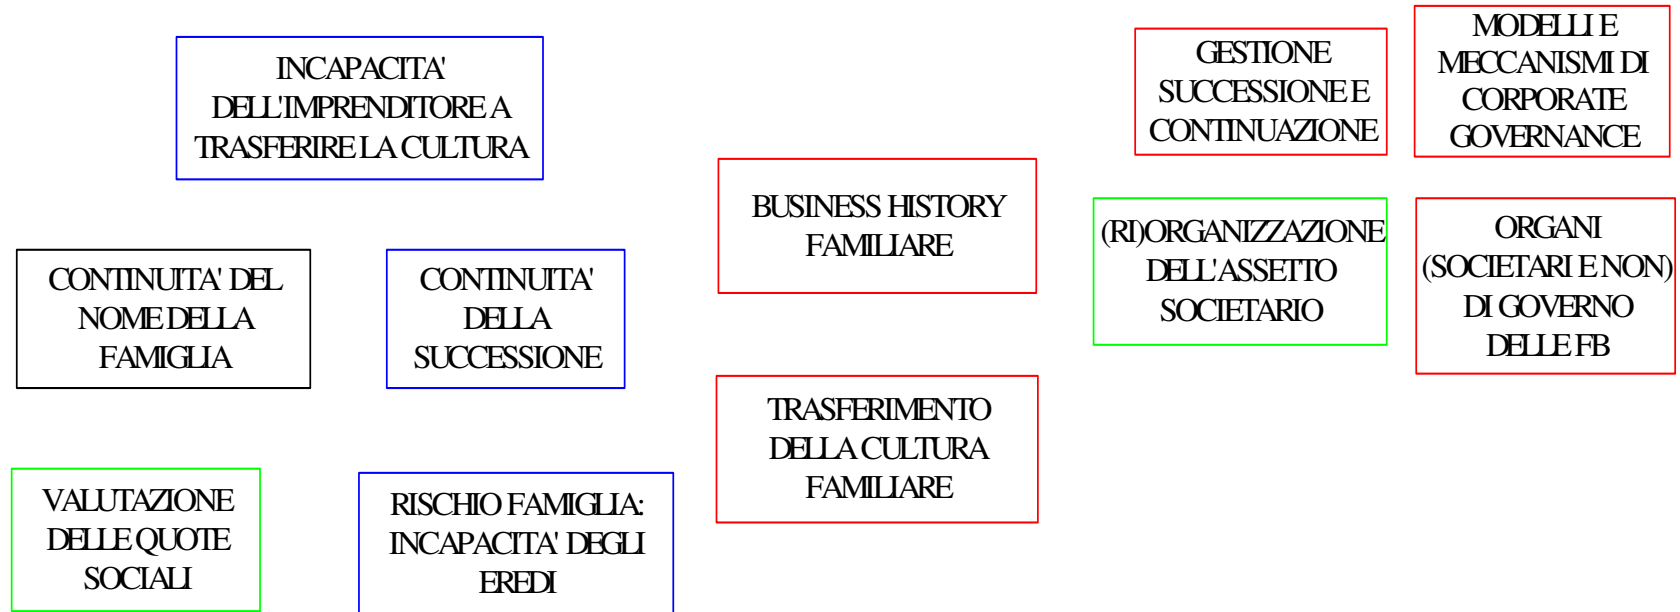 INCAPACITA'
DELL'IMPRENDITORE A
TRASFERIRE LA CULTURA
CONTINUITA' DEL
NOME DELLA
FAMIGLIA
CONTINUITA'
DELLA
SUCCESSIONE
VALUTAZIONE
DELLE QUOTE
SOCIALI
RISCHIO FAMIGLIA:
INCAPACITA' DEGLI
EREDI
BUSINESS HISTORY
FAMILIARE
TRASFERIMENTO
DELLA CULTURA
FAMILIARE
GESTIONE
SUCCESSIONE E
CONTINUAZIONE
MODELLI E
MECCANISMI DI
CORPORATE
GOVERNANCE
(RI)ORGANIZZAZIONE
DELL'ASSETTO
SOCIETARIO
ORGANI
(SOCIETARI E NON)
DI GOVERNO
DELLE FB